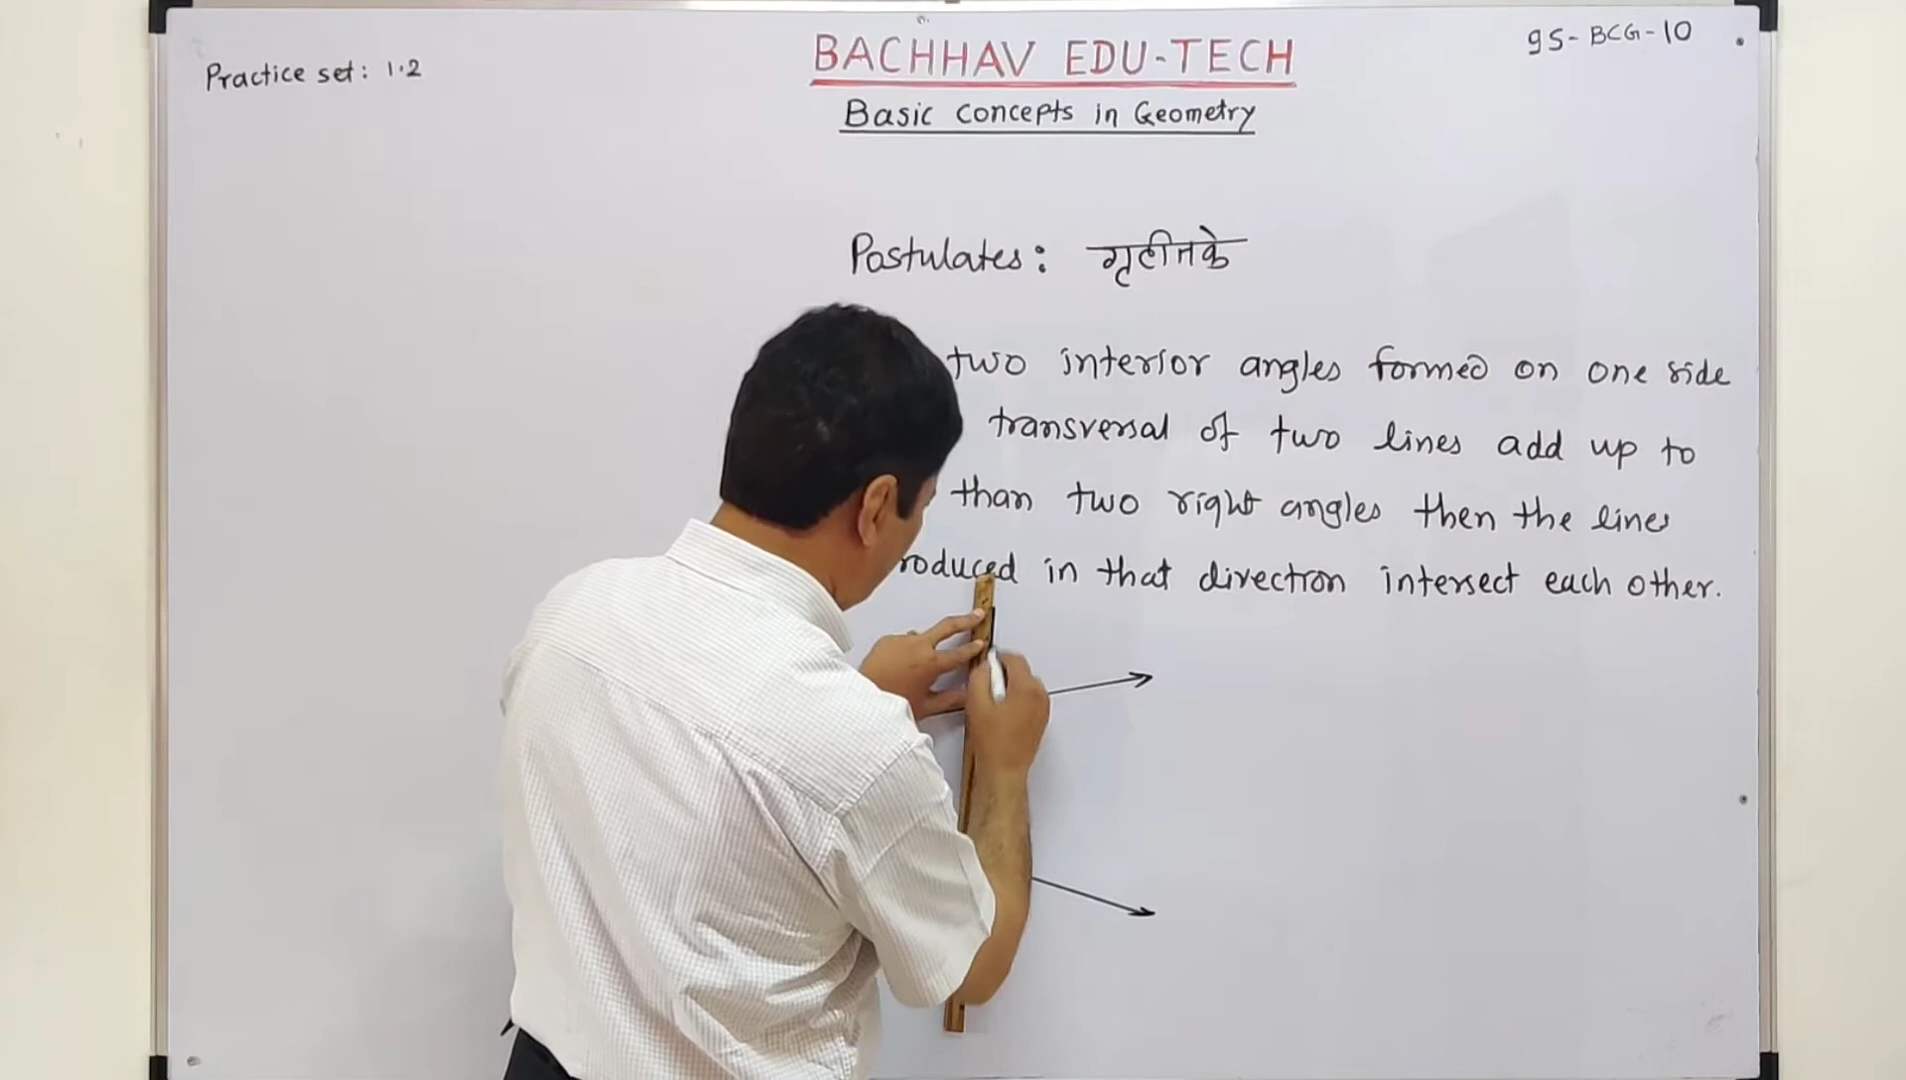 Practice set: 1.2
BACHHAV EDU-TECH
9S-BCG-10
Basic Concepts in Geometry
Postulates: गृहीतके
two interior angles formed on one side
transversal of two lines add up to
than two right angles then the lines
roduced in that direction intersect each other.